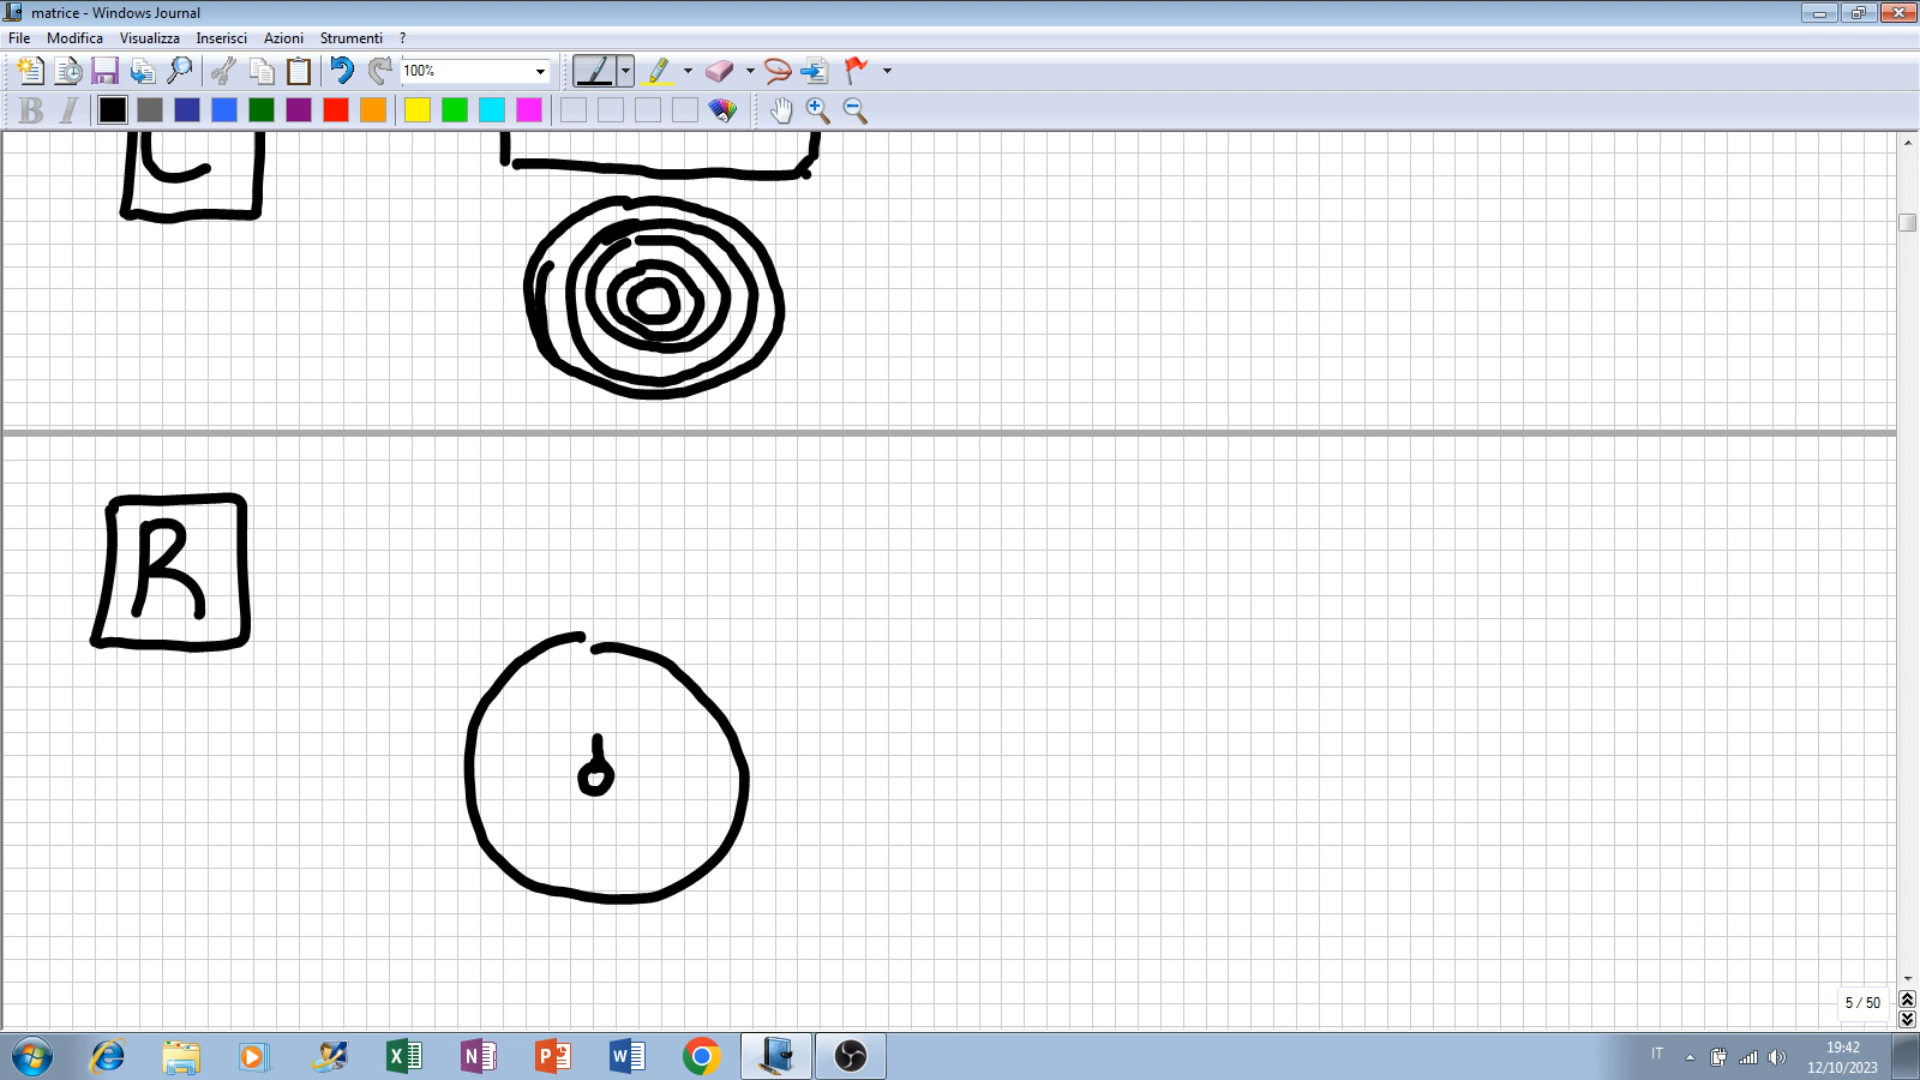 matrice - Windows Journal
File Modifica Visualizza Inserisci Azioni Strumenti ?
100%
B I
C
R
5 / 50
IT 19:42
12/10/2023